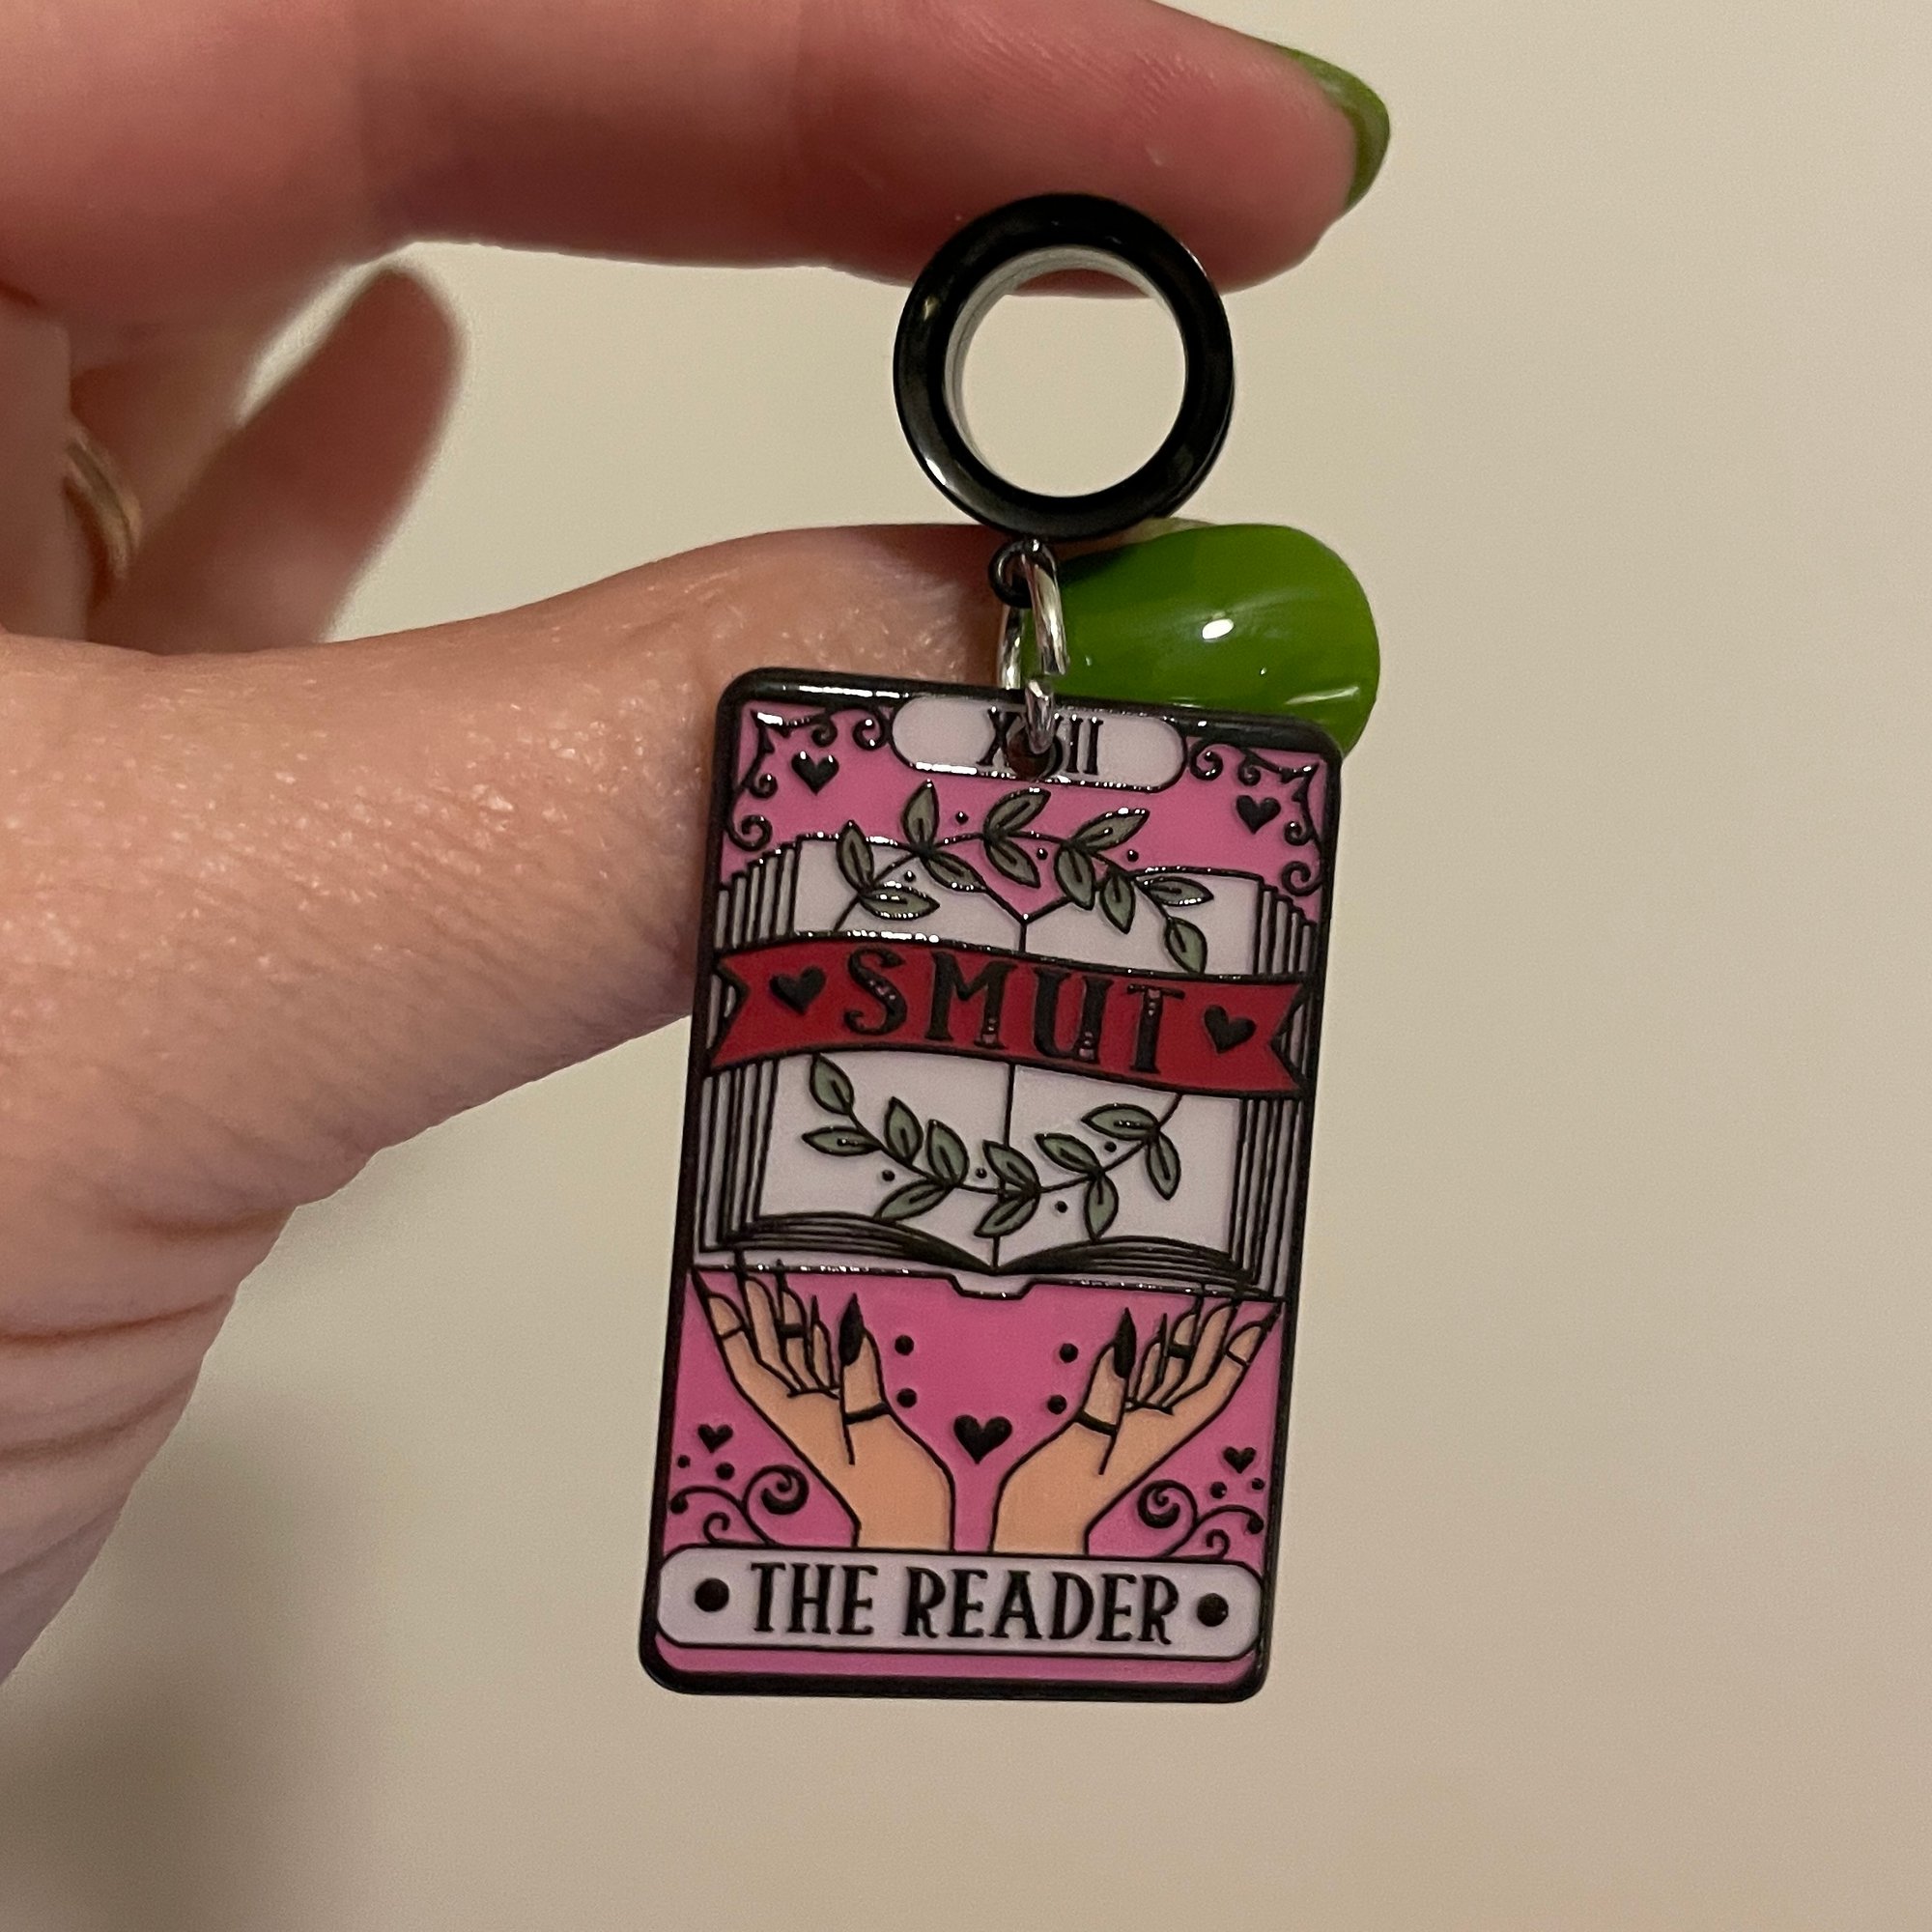 SMUT
THE READER